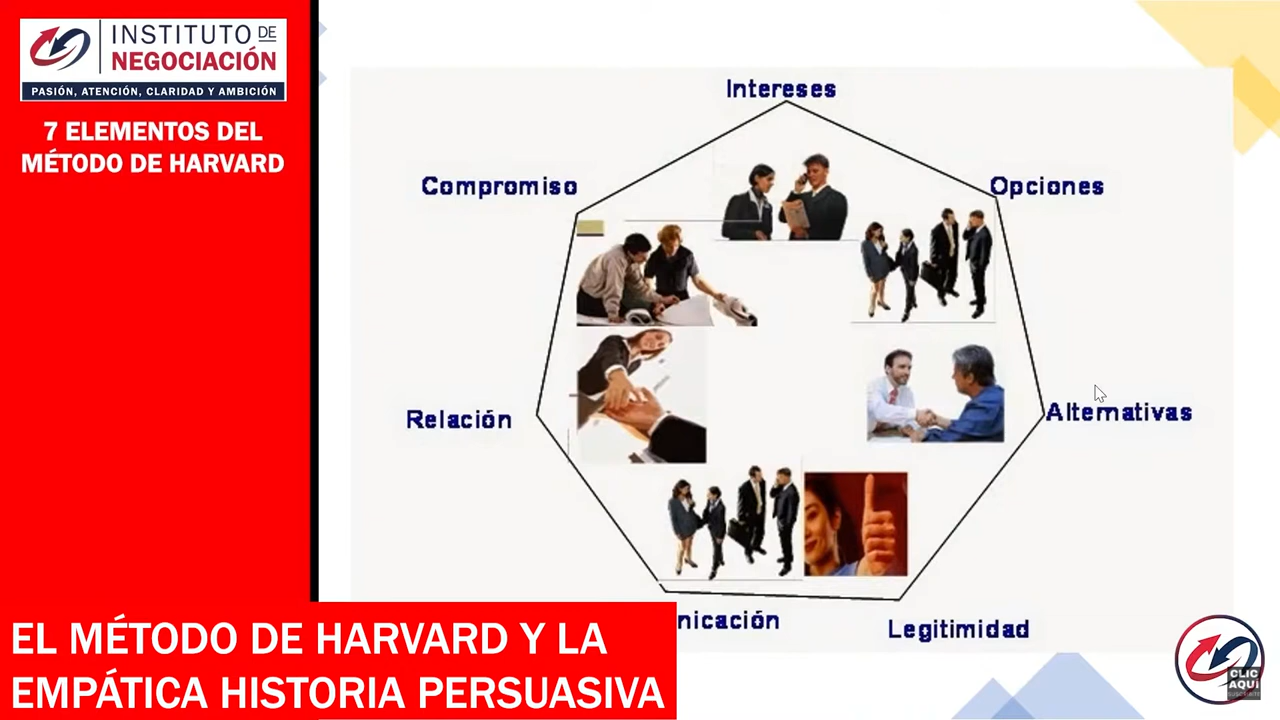 INSTITUTO DE
NEGOCIACIÓN
PASIÓN, ATENCIÓN, CLARIDAD Y AMBICIÓN
7 ELEMENTOS DEL
MÉTODO DE HARVARD
Intereses
Compromiso
Opciones
Relación
Alternativas
nicación
Legitimidad
EL MÉTODO DE HARVARD Y LA
EMPÁTICA HISTORIA PERSUASIVA
CLIC
AQUÍ